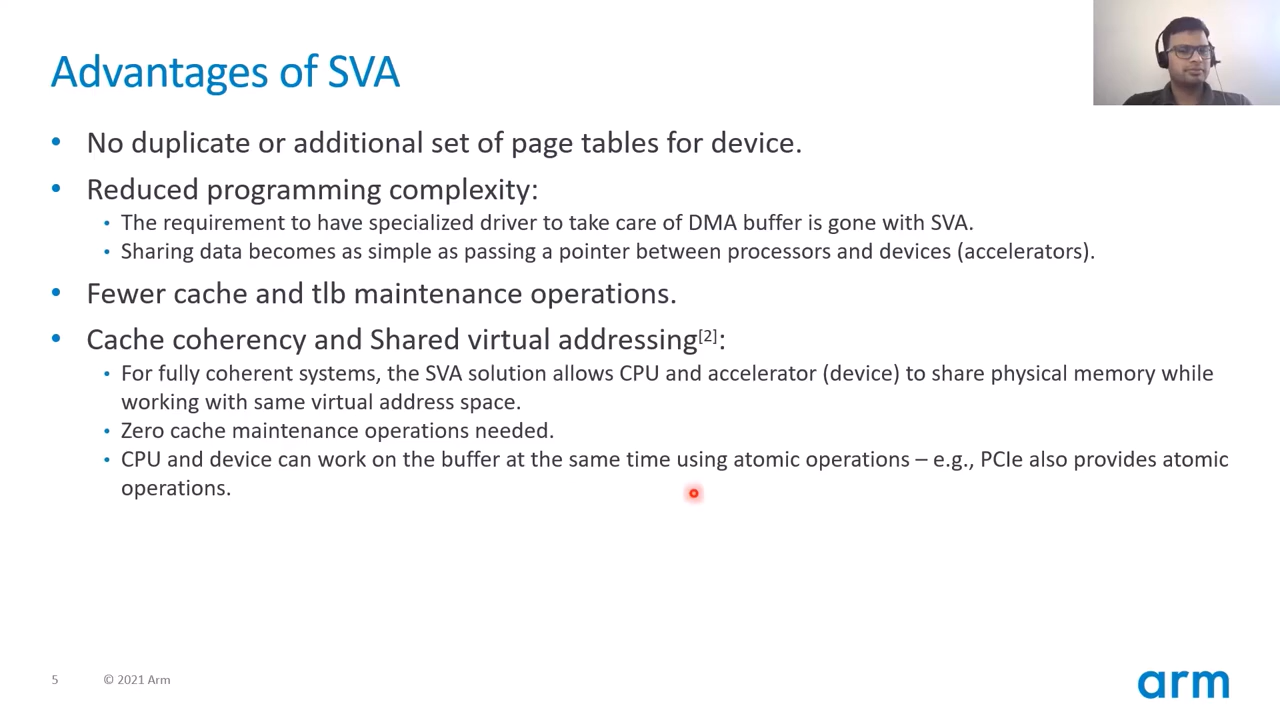 Advantages of SVA
• No duplicate or additional set of page tables for device.
• Reduced programming complexity:
• The requirement to have specialized driver to take care of DMA buffer is gone with SVA.
• Sharing data becomes as simple as passing a pointer between processors and devices (accelerators).
• Fewer cache and tlb maintenance operations.
• Cache coherency and Shared virtual addressing[2]:
• For fully coherent systems, the SVA solution allows CPU and accelerator (device) to share physical memory while
working with same virtual address space.
• Zero cache maintenance operations needed.
• CPU and device can work on the buffer at the same time using atomic operations – e.g., PCIe also provides atomic
operations.
5 © 2021 Arm
arm